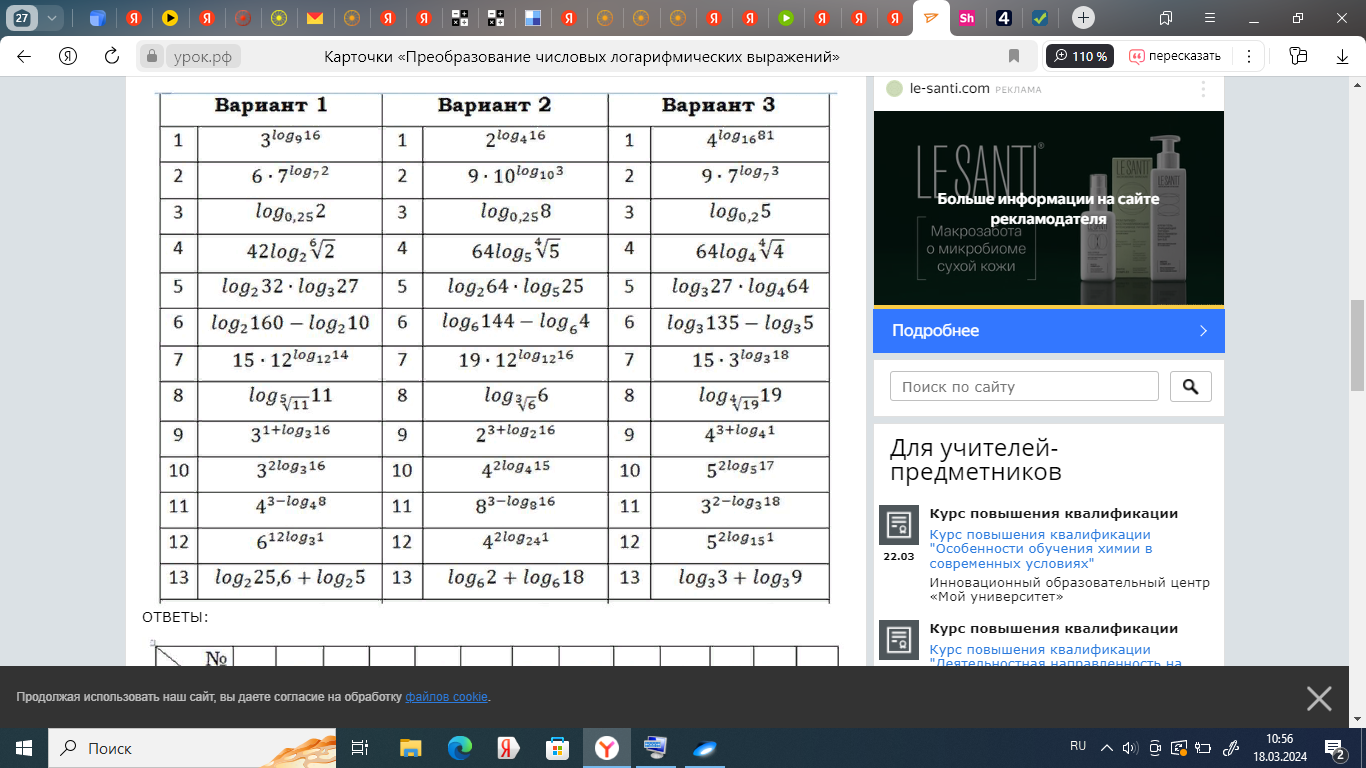 27
Sh
4
урок.рф
Карточки «Преобразование числовых логарифмических выражений»
110 %
пересказать
Вариант 1 Вариант 2 Вариант 3
1 3^{log_9 16} 1 2^{log_4 16} 1 4^{log_16 81}
2 6 · 7^{log_7 2} 2 9 · 10^{log_10 3} 2 9 · 7^{log_7 3}
3 log_{0,25} 2 3 log_{0,25} 8 3 log_{0,2} 5
4 42log_2 ⁶√2 4 64log_5 ⁴√5 4 64log_4 ⁴√4
5 log_2 32 · log_3 27 5 log_2 64 · log_5 25 5 log_3 27 · log_4 64
6 log_2 160 − log_2 10 6 log_6 144 − log_6 4 6 log_3 135 − log_3 5
7 15 · 12^{log_12 14} 7 19 · 12^{log_12 16} 7 15 · 3^{log_3 18}
8 log_{⁵√11} 11 8 log_{³√6} 6 8 log_{⁴√19} 19
9 3^{1+log_3 16} 9 2^{3+log_2 16} 9 4^{3+log_4 1}
10 3^{2log_3 16} 10 4^{2log_4 15} 10 5^{2log_5 17}
11 4^{3−log_4 8} 11 8^{3−log_8 16} 11 3^{2−log_3 18}
12 6^{12log_3 1} 12 4^{2log_24 1} 12 5^{2log_15 1}
13 log_2 25,6 + log_2 5 13 log_6 2 + log_6 18 13 log_3 3 + log_3 9
ОТВЕТЫ:
№
le-santi.com РЕКЛАМА
LE SANTI®
Больше информации на сайте
рекламодателя
Макрозабота
о микробиоме
сухой кожи
Подробнее
Поиск по сайту
Для учителей-
предметников
Курс повышения квалификации
Курс повышения квалификации
"Особенности обучения химии в
современных условиях"
22.03
Инновационный образовательный центр
«Мой университет»
Курс повышения квалификации
Курс повышения квалификации
"Деятельностная направленность на
Продолжая использовать наш сайт, вы даете согласие на обработку файлов cookie.
Поиск
RU
10:56
18.03.2024
2